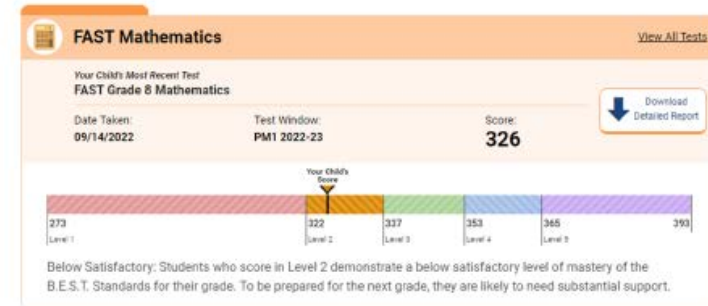 FAST Mathematics
View All Tests
Your Child's Most Recent Test
FAST Grade 8 Mathematics
Download
Detailed Report
Date Taken:
Test Window:
Score:
09/14/2022
PM1 2022-23
326
Your Child's
Score
273
322
337
353
365
393
Level 1
Level 2
Level 3
Level 4
Level 5
Below Satisfactory: Students who score in Level 2 demonstrate a below satisfactory level of mastery of the
B.E.S.T. Standards for their grade. To be prepared for the next grade, they are likely to need substantial support.